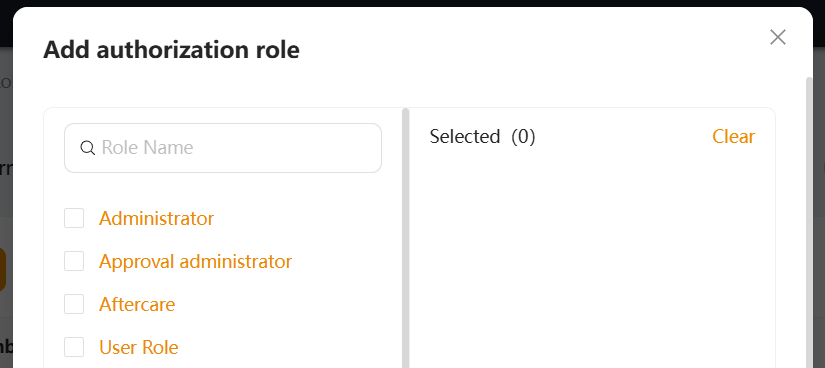 Add authorization role
Role Name
Selected (0)
Clear
Administrator
Approval administrator
Aftercare
User Role